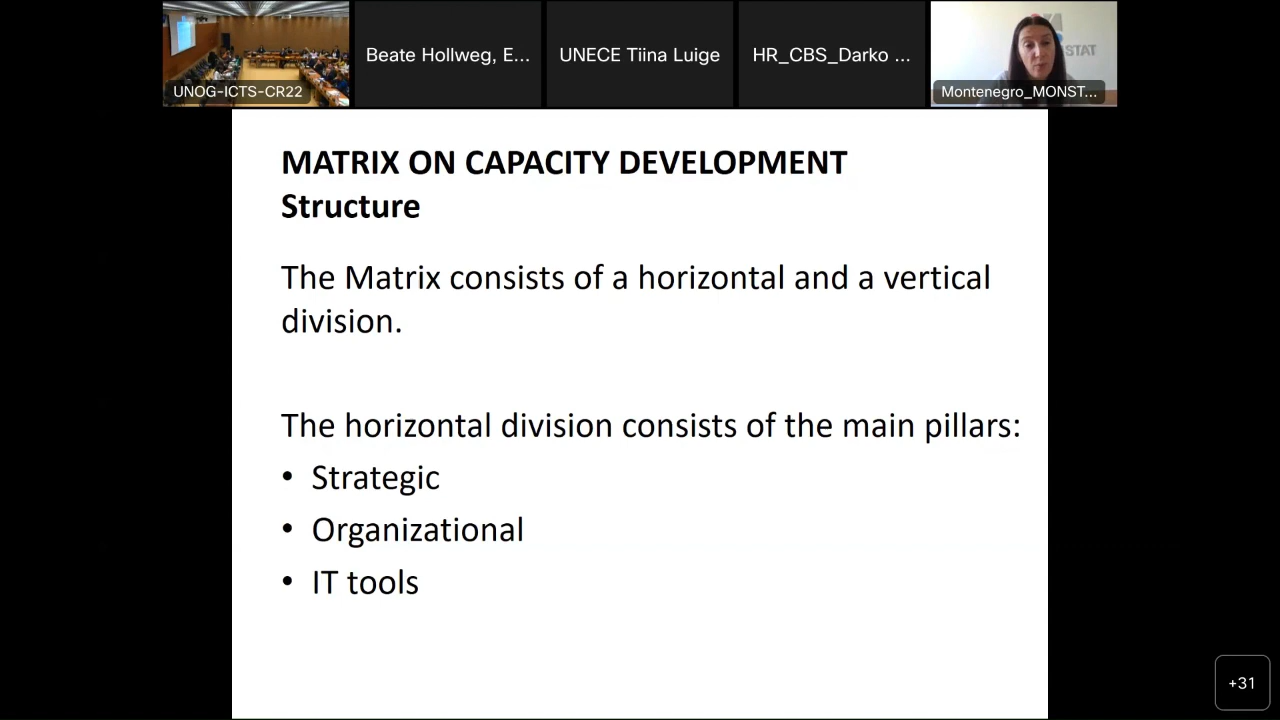 UNOG-ICTS-CR22
Beate Hollweg, E...
UNECE Tiina Luige
HR_CBS_Darko ...
STAT
Montenegro_MONST...
MATRIX ON CAPACITY DEVELOPMENT
Structure
The Matrix consists of a horizontal and a vertical
division.
The horizontal division consists of the main pillars:
• Strategic
• Organizational
• IT tools
+31